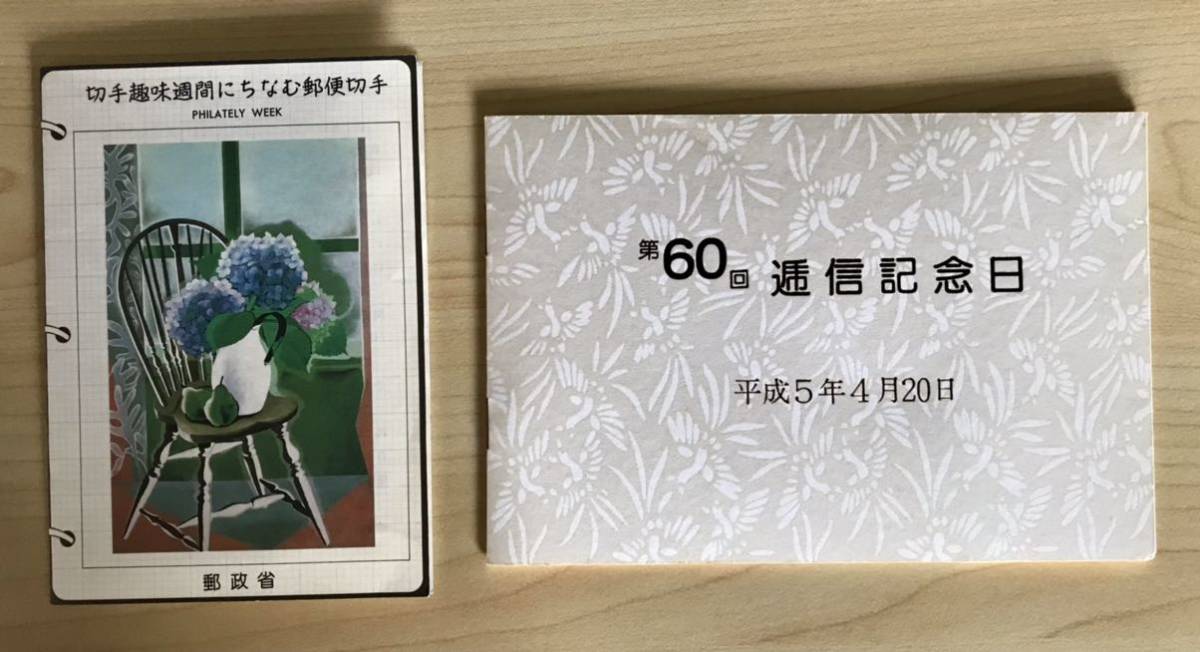 切手趣味週間にちなむ郵便切手
PHILATELY WEEK
郵政省
第60回 逓信記念日
平成5年4月20日